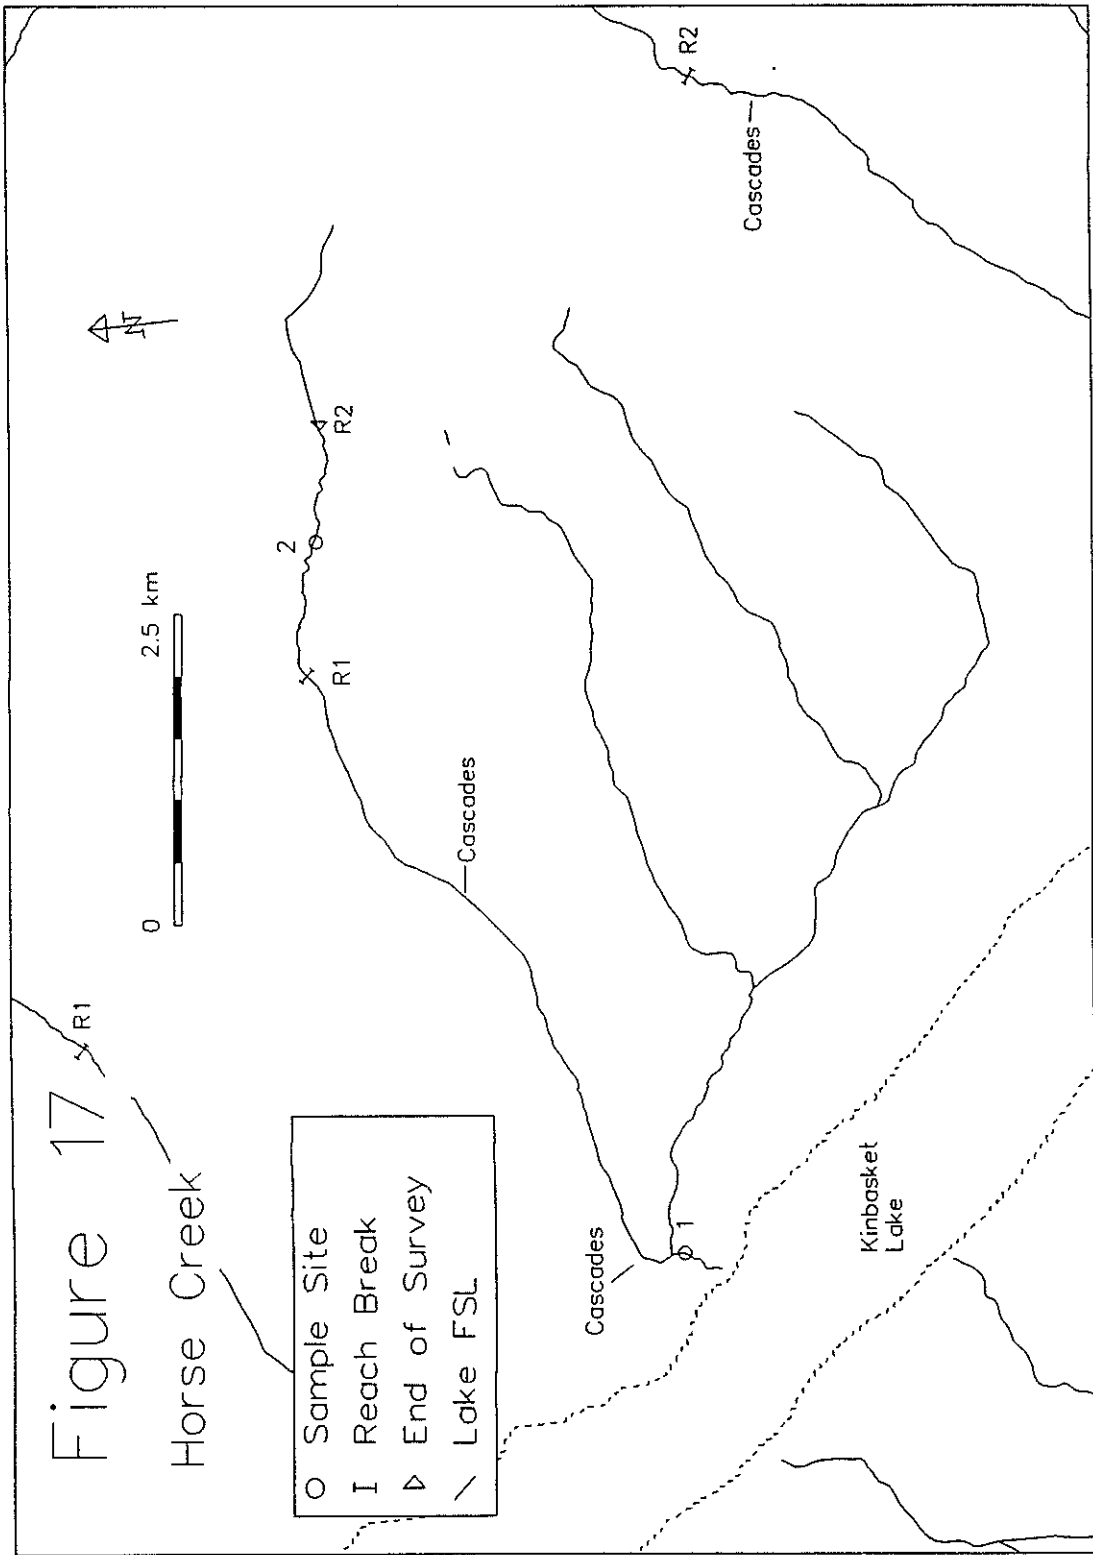 Figure 17
Horse Creek
Sample Site
Reach Break
End of Survey
Lake FSL
R1
0
2.5 km
N
2
R1
R2
Cascades
Cascades
1
Kinbasket
Lake
R2
Cascades